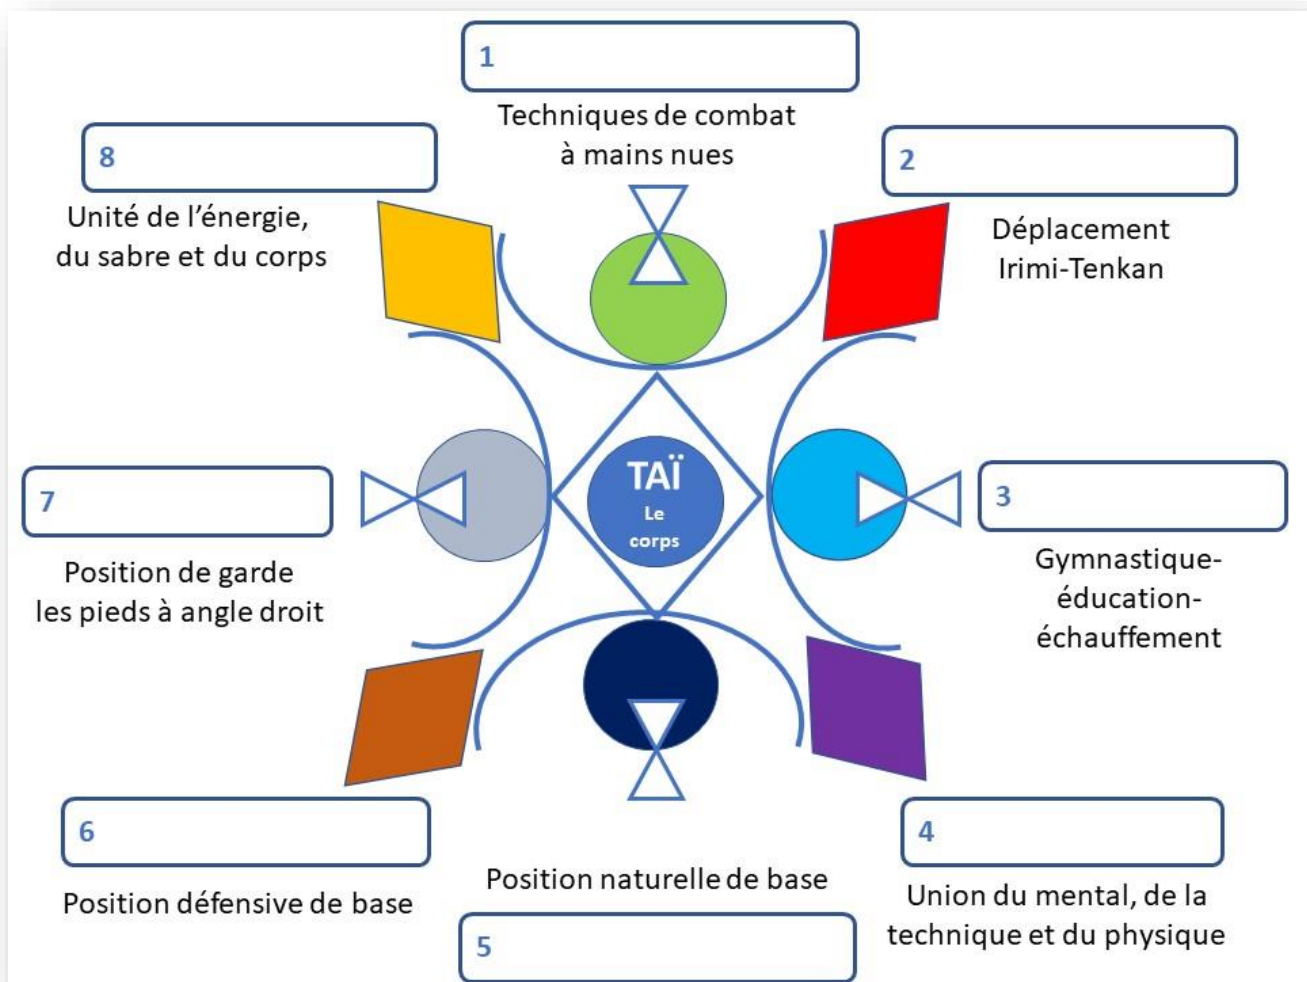 1
Techniques de combat
à mains nues
2
Déplacement
Irimi-Tenkan
3
Gymnastique-
éducation-
échauffement
4
Union du mental, de la
technique et du physique
Position naturelle de base
5
6
Position défensive de base
7
Position de garde
les pieds à angle droit
8
Unité de l’énergie,
du sabre et du corps
TAÏ
Le
corps